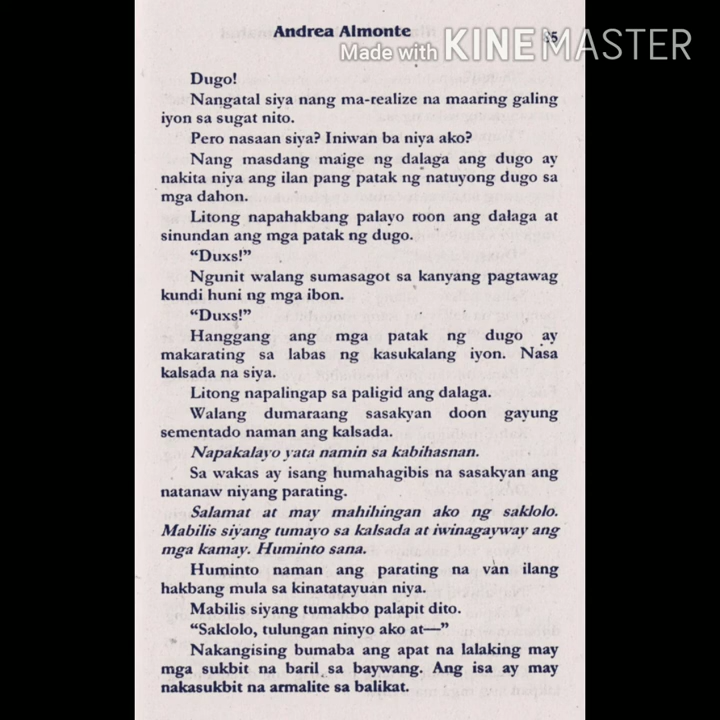 Andrea Almonte
Made with KINEMASTER
Dugo!
Nangatal siya nang ma-realize na maaring galing
iyon sa sugat nito.
Pero nasaan siya? Iniwan ba niya ako?
Nang masdang maige ng dalaga ang dugo ay
nakita niya ang ilan pang patak ng natuyong dugo sa
mga dahon.
Litong napahakbang palayo roon ang dalaga at
sinundan ang mga patak ng dugo.
“Duxs!”
Ngunit walang sumasagot sa kanyang pagtawag
kundi huni ng mga ibon.
“Duxs!”
Hanggang ang mga patak ng dugo ay
makarating sa labas ng kasukalang iyon. Nasa
kalsada na siya.
Litong napalingap sa paligid ang dalaga.
Walang dumaraang sasakyan doon gayung
sementado naman ang kalsada.
Napakalayo yata namin sa kabihasnan.
Sa wakas ay isang humahagibis na sasakyan ang
natanaw niyang parating.
Salamat at may mahihingan ako ng saklolo.
Mabilis siyang tumayo sa kalsada at iwinagayway ang
mga kamay. Huminto sana.
Huminto naman ang parating na van ilang
hakbang mula sa kinatatayuan niya.
Mabilis siyang tumakbo palapit dito.
“Saklolo, tulungan ninyo ako at—”
Nakangising bumaba ang apat na lalaking may
mga sukbit na baril sa baywang. Ang isa ay may
nakasukbit na armalite sa balikat.